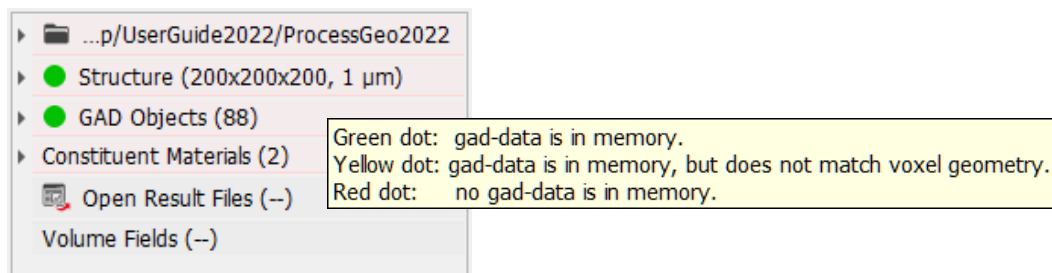 ...p/UserGuide2022/ProcessGeo2022
Structure (200x200x200, 1 µm)
GAD Objects (88)
Constituent Materials (2)
Open Result Files (--)
Volume Fields (--)
Green dot: gad-data is in memory.
Yellow dot: gad-data is in memory, but does not match voxel geometry.
Red dot: no gad-data is in memory.